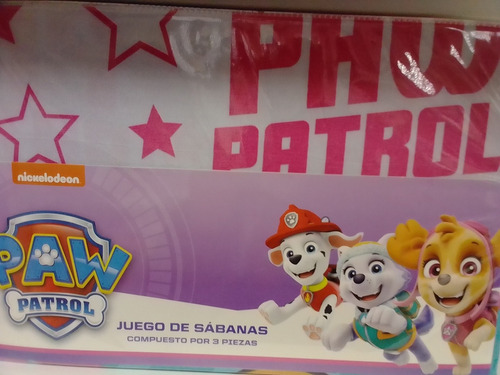 PAW
PATROL
nickelodeon
PAW
PATROL
JUEGO DE SÁBANAS
COMPUESTO POR 3 PIEZAS